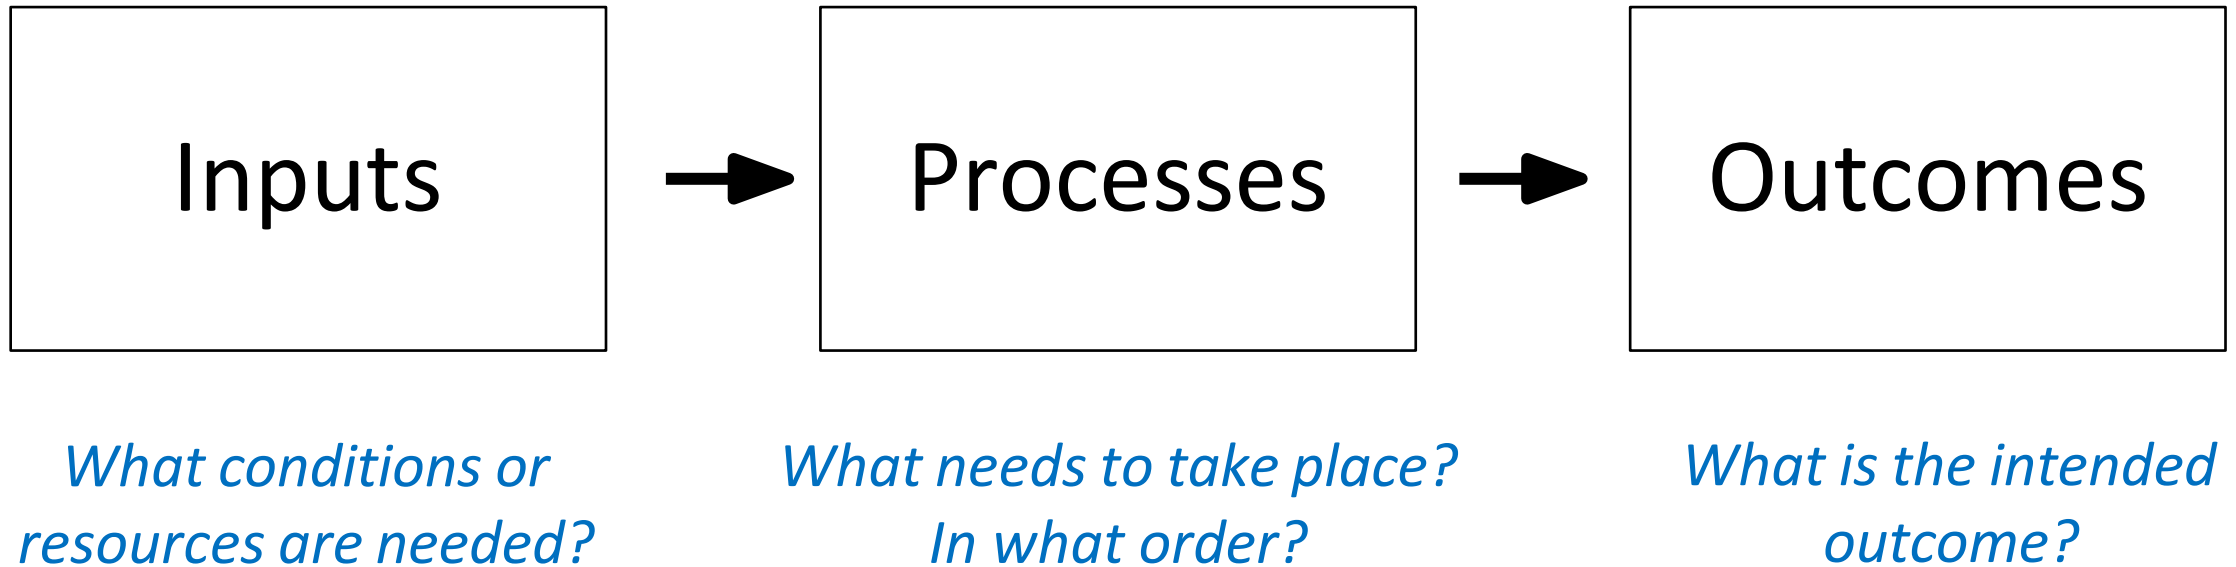 Inputs
Processes
Outcomes
What conditions or
resources are needed?
What needs to take place?
In what order?
What is the intended
outcome?